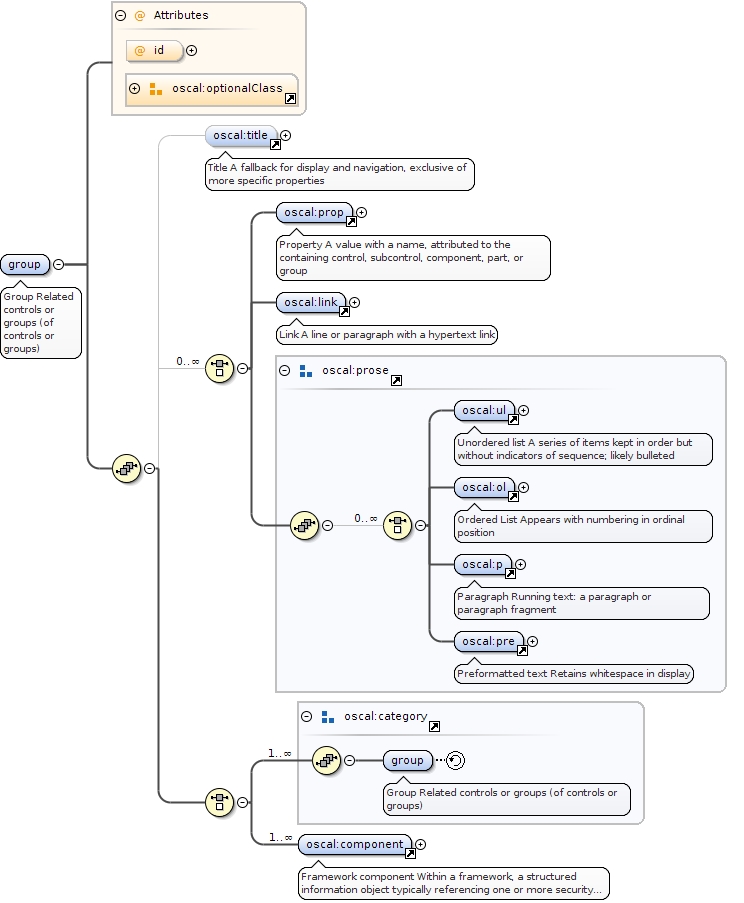 Attributes
@ id
oscal:optionalClass
oscal:title
Title A fallback for display and navigation, exclusive of
more specific properties
oscal:prop
Property A value with a name, attributed to the
containing control, subcontrol, component, part, or
group
group
Group Related
controls or
groups (of
controls or
groups)
oscal:link
Link A line or paragraph with a hypertext link
0..∞
oscal:prose
oscal:ul
Unordered list A series of items kept in order but
without indicators of sequence; likely bulleted
oscal:ol
Ordered List Appears with numbering in ordinal
position
0..∞
oscal:p
Paragraph Running text: a paragraph or
paragraph fragment
oscal:pre
Preformatted text Retains whitespace in display
oscal:category
1..∞
group
Group Related controls or groups (of controls or
groups)
1..∞
oscal:component
Framework component Within a framework, a structured
information object typically referencing one or more security...